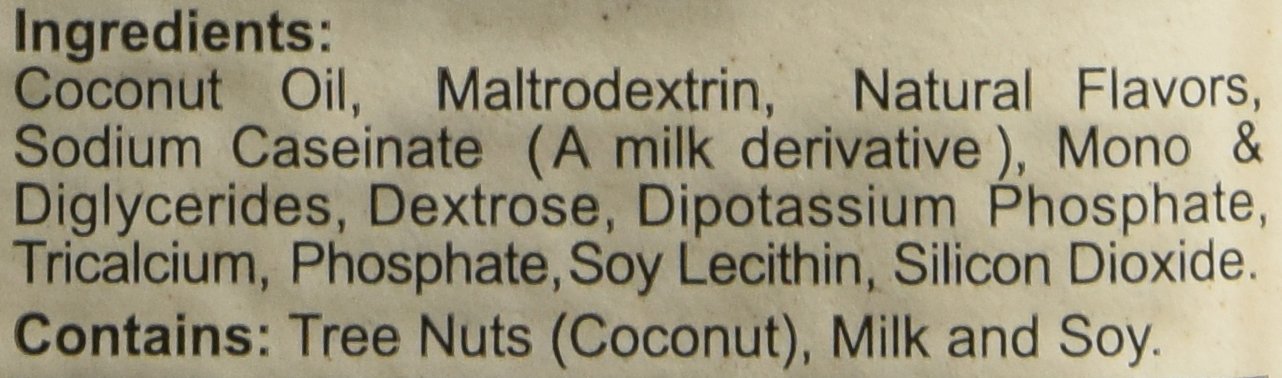 Ingredients:
Coconut Oil, Maltrodextrin, Natural Flavors,
Sodium Caseinate (A milk derivative), Mono &
Diglycerides, Dextrose, Dipotassium Phosphate,
Tricalcium, Phosphate, Soy Lecithin, Silicon Dioxide.
Contains: Tree Nuts (Coconut), Milk and Soy.